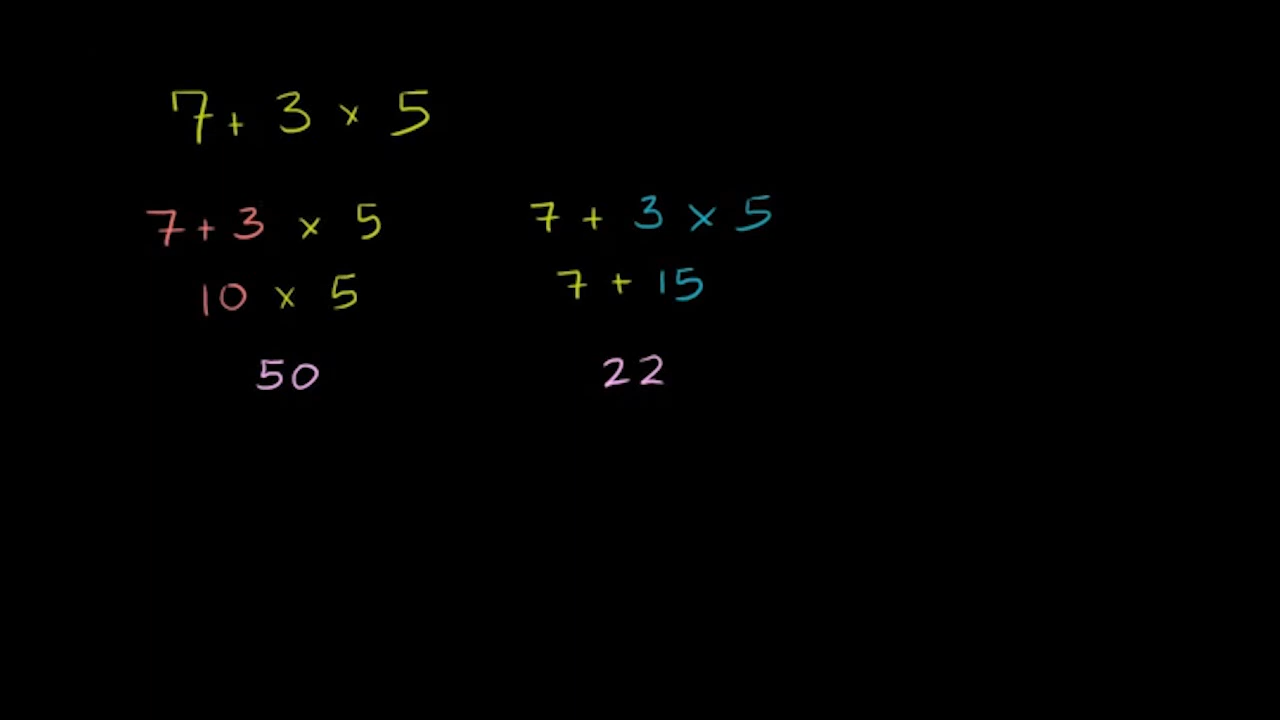 7 + 3 × 5
7 + 3 × 5
10 × 5
50
7 + 3 × 5
7 + 15
22